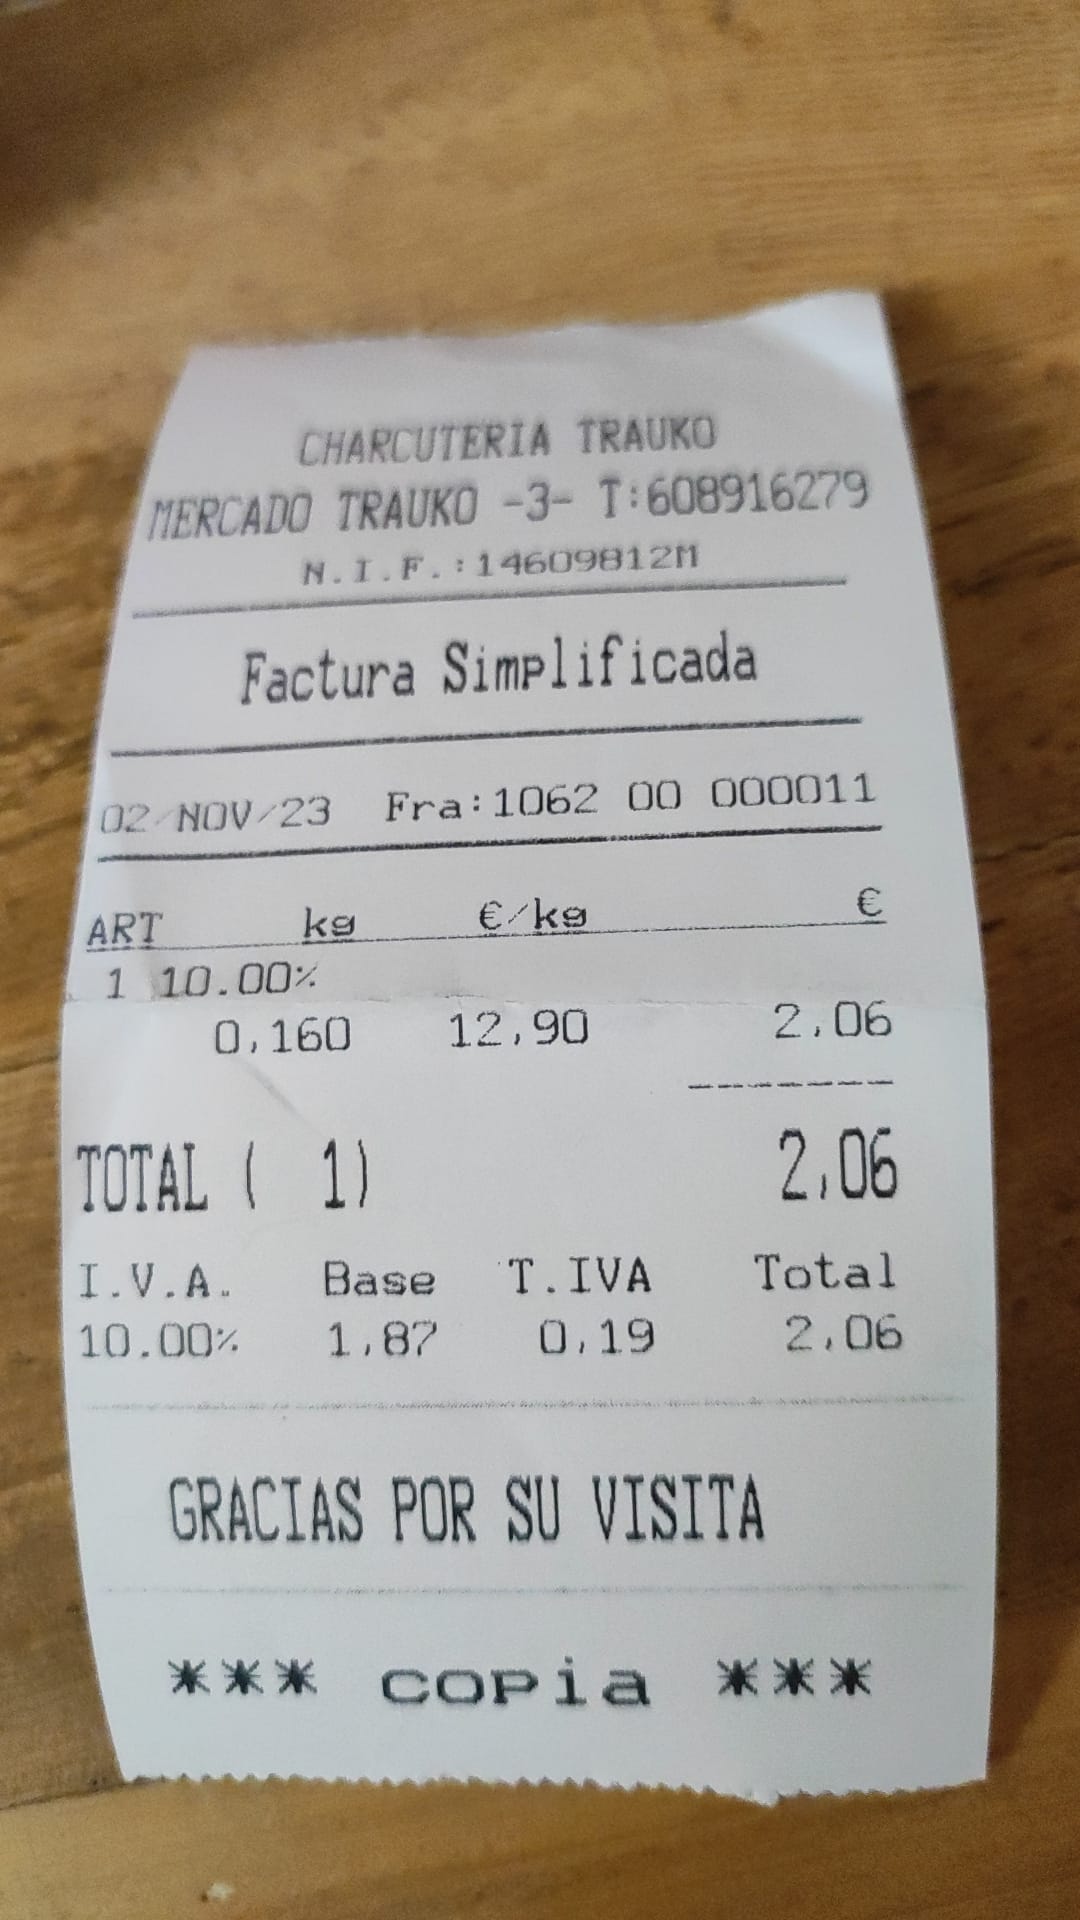 CHARCUTERIA TRAUKO
MERCADO TRAUKO -3- T:608916279
N.I.F.:14609812M
Factura Simplificada
02/NOV/23 Fra:1062 00 000011
ART kg €/kg €
1 10.00%
0,160 12,90 2,06
--------
TOTAL ( 1) 2,06
I.V.A. Base T.IVA Total
10.00% 1,87 0,19 2,06
GRACIAS POR SU VISITA
*** copia ***